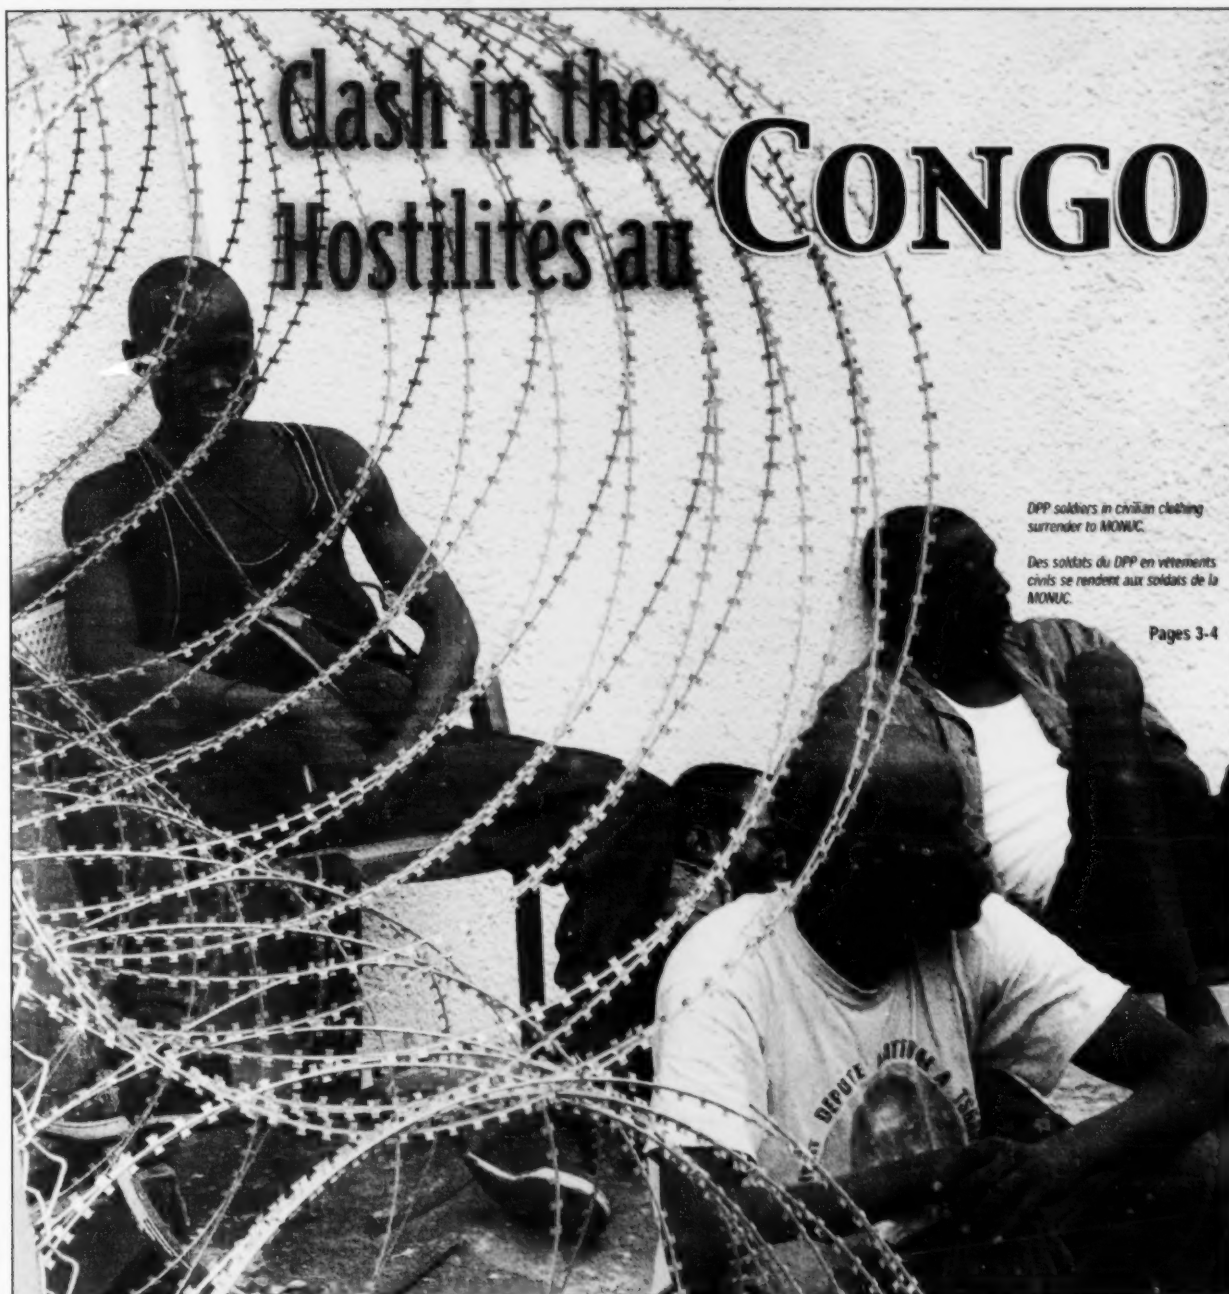 Clash in the
Hostilités au
CONGO
DPP soldiers in civilian clothing
surrender to MONUC.
Des soldats du DPP en vêtements
civils se rendent aux soldats de la
MONUC.
Pages 3-4
DEPUTE